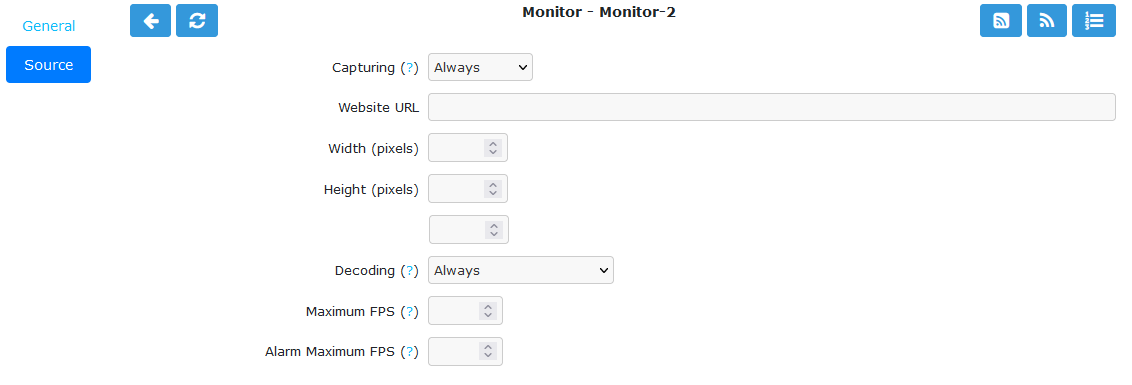 General
Source
Monitor - Monitor-2
Capturing (?) Always
Website URL
Width (pixels)
Height (pixels)
Decoding (?) Always
Maximum FPS (?)
Alarm Maximum FPS (?)